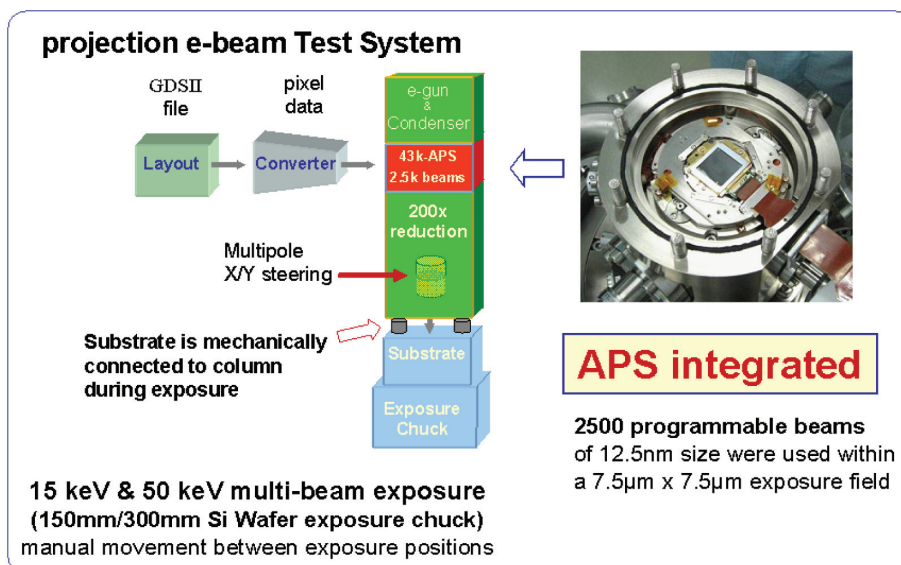 projection e-beam Test System
GDSII
file
pixel
data
Layout
Converter
e-gun
&
Condenser
43k-APS
2.5k beams
200x
reduction
Multipole
X/Y steering
Substrate is mechanically
connected to column
during exposure
Substrate
Exposure
Chuck
APS integrated
2500 programmable beams
of 12.5nm size were used within
a 7.5µm x 7.5µm exposure field
15 keV & 50 keV multi-beam exposure
(150mm/300mm Si Wafer exposure chuck)
manual movement between exposure positions